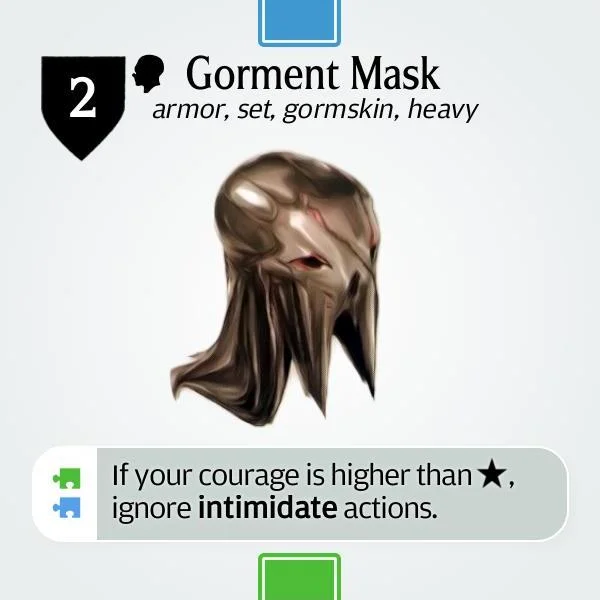 2
Gorment Mask
armor, set, gormskin, heavy
If your courage is higher than ★,
ignore intimidate actions.